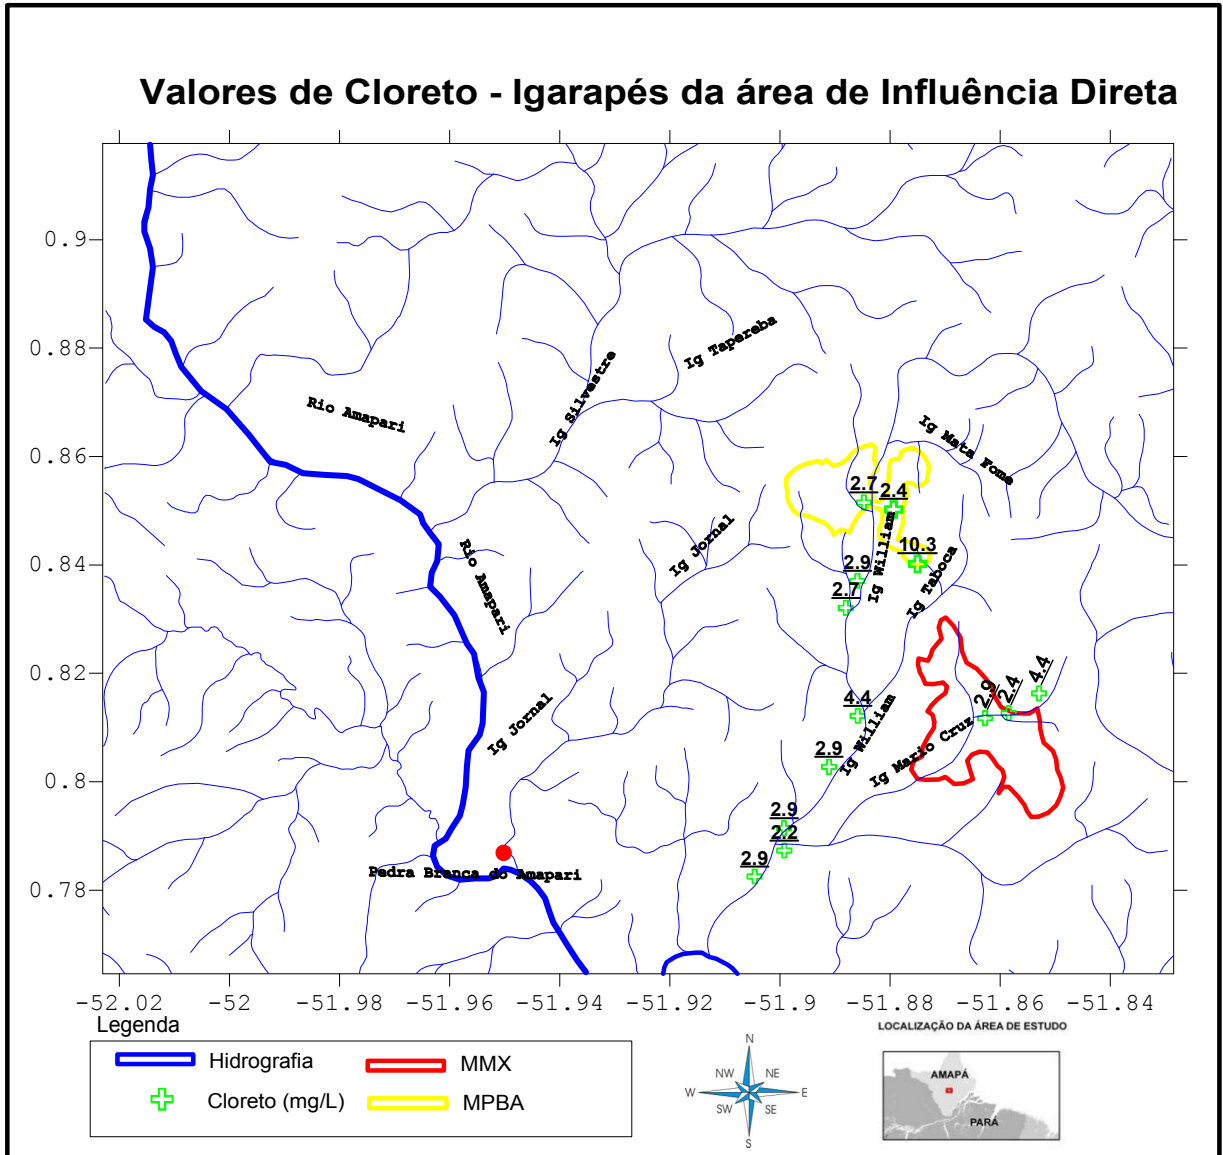 Valores de Cloreto - Igarapés da área de Influência Direta
0.9
0.88
0.86
0.84
0.82
0.8
0.78
Ig Tapereba
Ig Silvestre
Rio Amapari
Ig Mata Fome
2.7
2.4
Ig William
10.3
Ig Jornal
Rio Amapari
2.9
Ig Taboca
2.7
4.4
2.4
2.9
4.4
Ig William
Ig Jornal
Ig Mario Cruz
2.9
2.9
2.2
2.9
Pedra Branca do Amapari
-52.02 -52 -51.98 -51.96 -51.94 -51.92 -51.9 -51.88 -51.86 -51.84
Legenda
Hidrografia
MMX
Cloreto (mg/L)
MPBA
N
NW NE
W E
SW SE
S
LOCALIZAÇÃO DA ÁREA DE ESTUDO
AMAPÁ
PARÁ